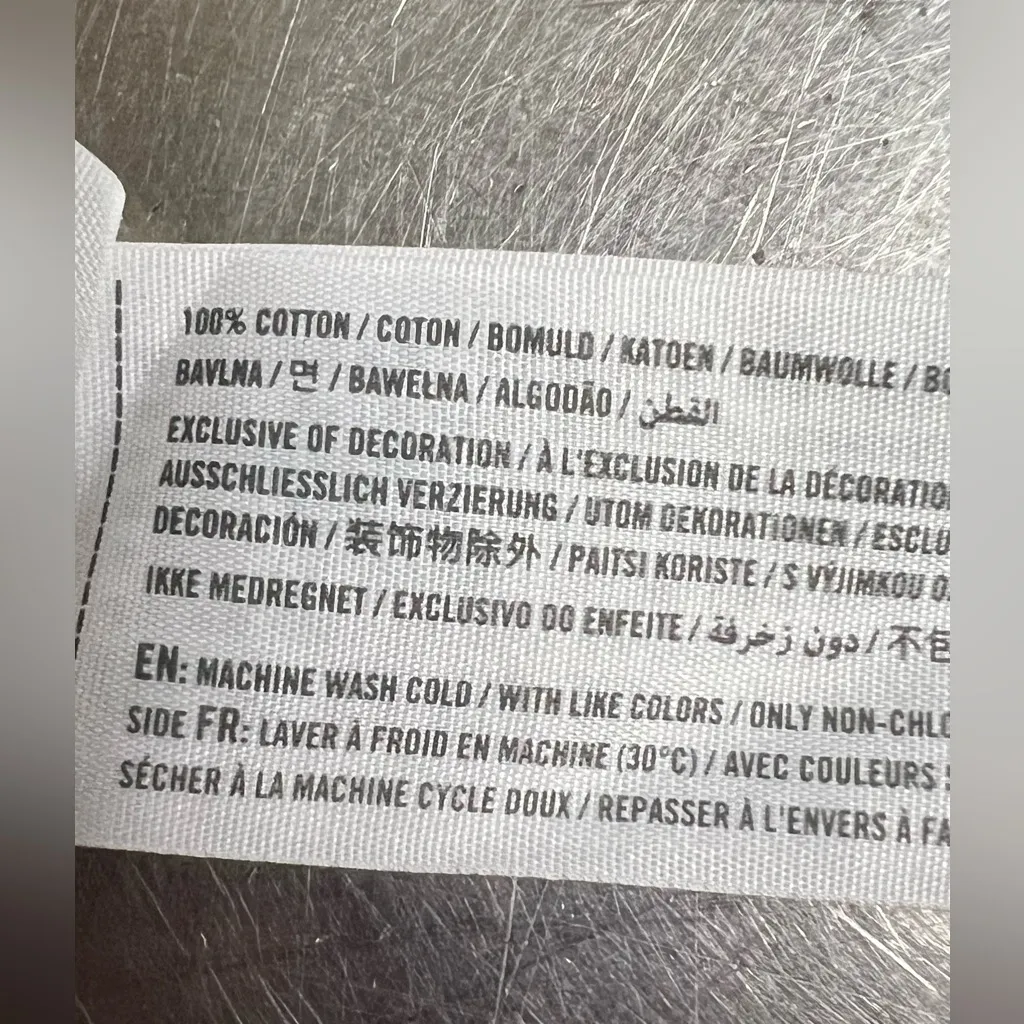 100% COTTON / COTON / BOMULD / KATOEN / BAUMWOLLE /
BAVLNA / 면 / BAWEŁNA / ALGODÃO / القطن
EXCLUSIVE OF DECORATION / À L'EXCLUSION DE LA DÉCORATIO
AUSSCHLIESSLICH VERZIERUNG / UTOM DEKORATIONEN / ESCLU
DECORACIÓN / 装饰物除外 / PAITSI KORISTE / S VÝJIMKOU
IKKE MEDREGNET / EXCLUSIVO DO ENFEITE / دون زخرفة / 不包
EN: MACHINE WASH COLD / WITH LIKE COLORS / ONLY NON-CHLO
SIDE FR: LAVER À FROID EN MACHINE (30°C) / AVEC COULEURS
SÉCHER À LA MACHINE CYCLE DOUX / REPASSER À L'ENVERS À FA